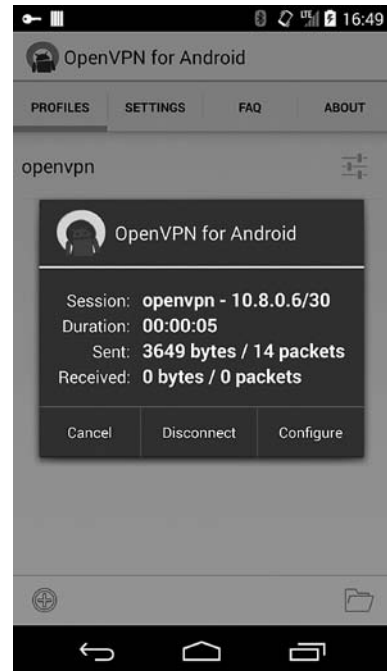 LTE 16:49
OpenVPN for Android
PROFILES SETTINGS FAQ ABOUT
openvpn
OpenVPN for Android
Session: openvpn - 10.8.0.6/30
Duration: 00:00:05
Sent: 3649 bytes / 14 packets
Received: 0 bytes / 0 packets
Cancel Disconnect Configure